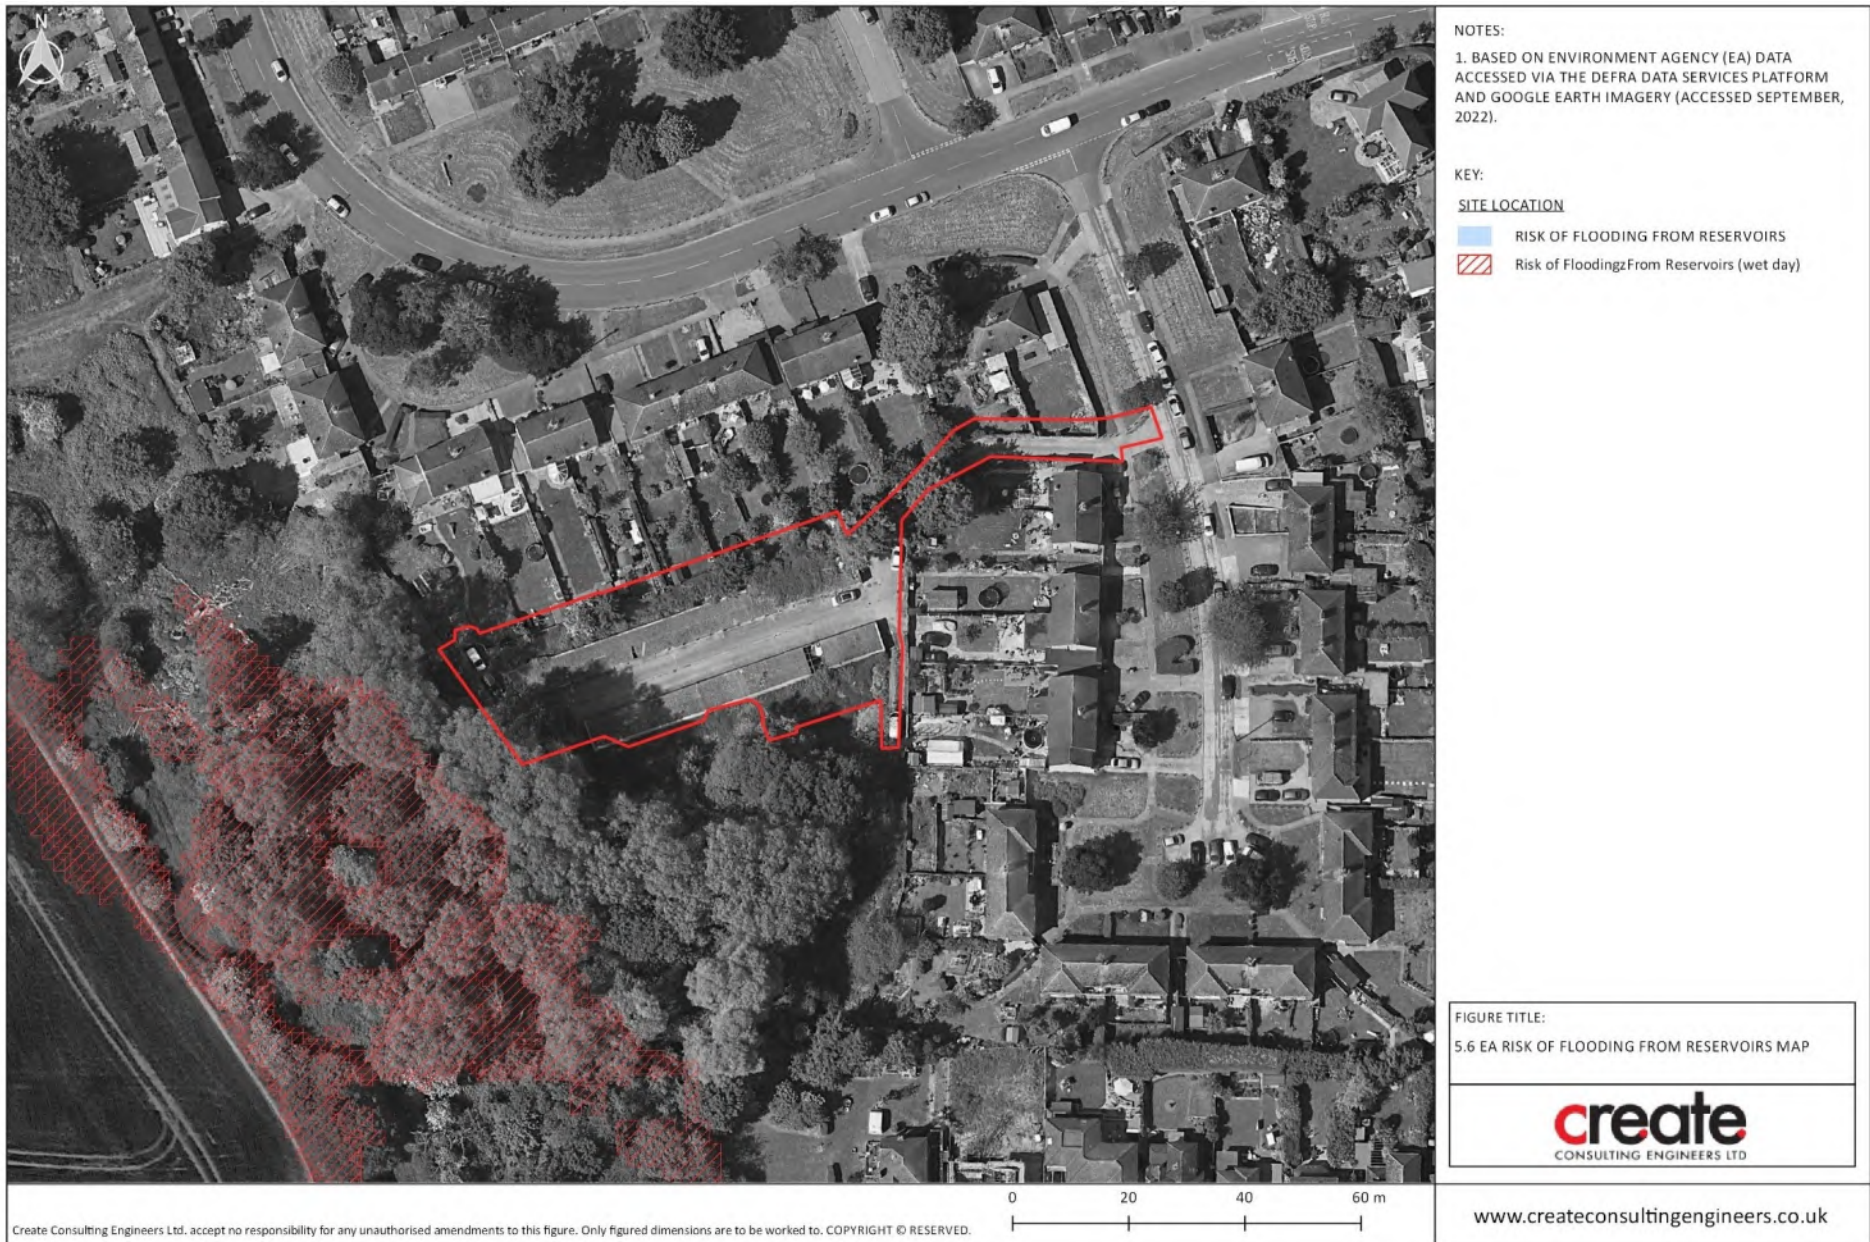 N
NOTES:
1. BASED ON ENVIRONMENT AGENCY (EA) DATA
ACCESSED VIA THE DEFRA DATA SERVICES PLATFORM
AND GOOGLE EARTH IMAGERY (ACCESSED SEPTEMBER,
2022).
KEY:
SITE LOCATION
RISK OF FLOODING FROM RESERVOIRS
Risk of FloodingzFrom Reservoirs (wet day)
FIGURE TITLE:
5.6 EA RISK OF FLOODING FROM RESERVOIRS MAP
create
CONSULTING ENGINEERS LTD
0 20 40 60 m
Create Consulting Engineers Ltd. accept no responsibility for any unauthorised amendments to this figure. Only figured dimensions are to be worked to. COPYRIGHT © RESERVED.
www.createconsultingengineers.co.uk